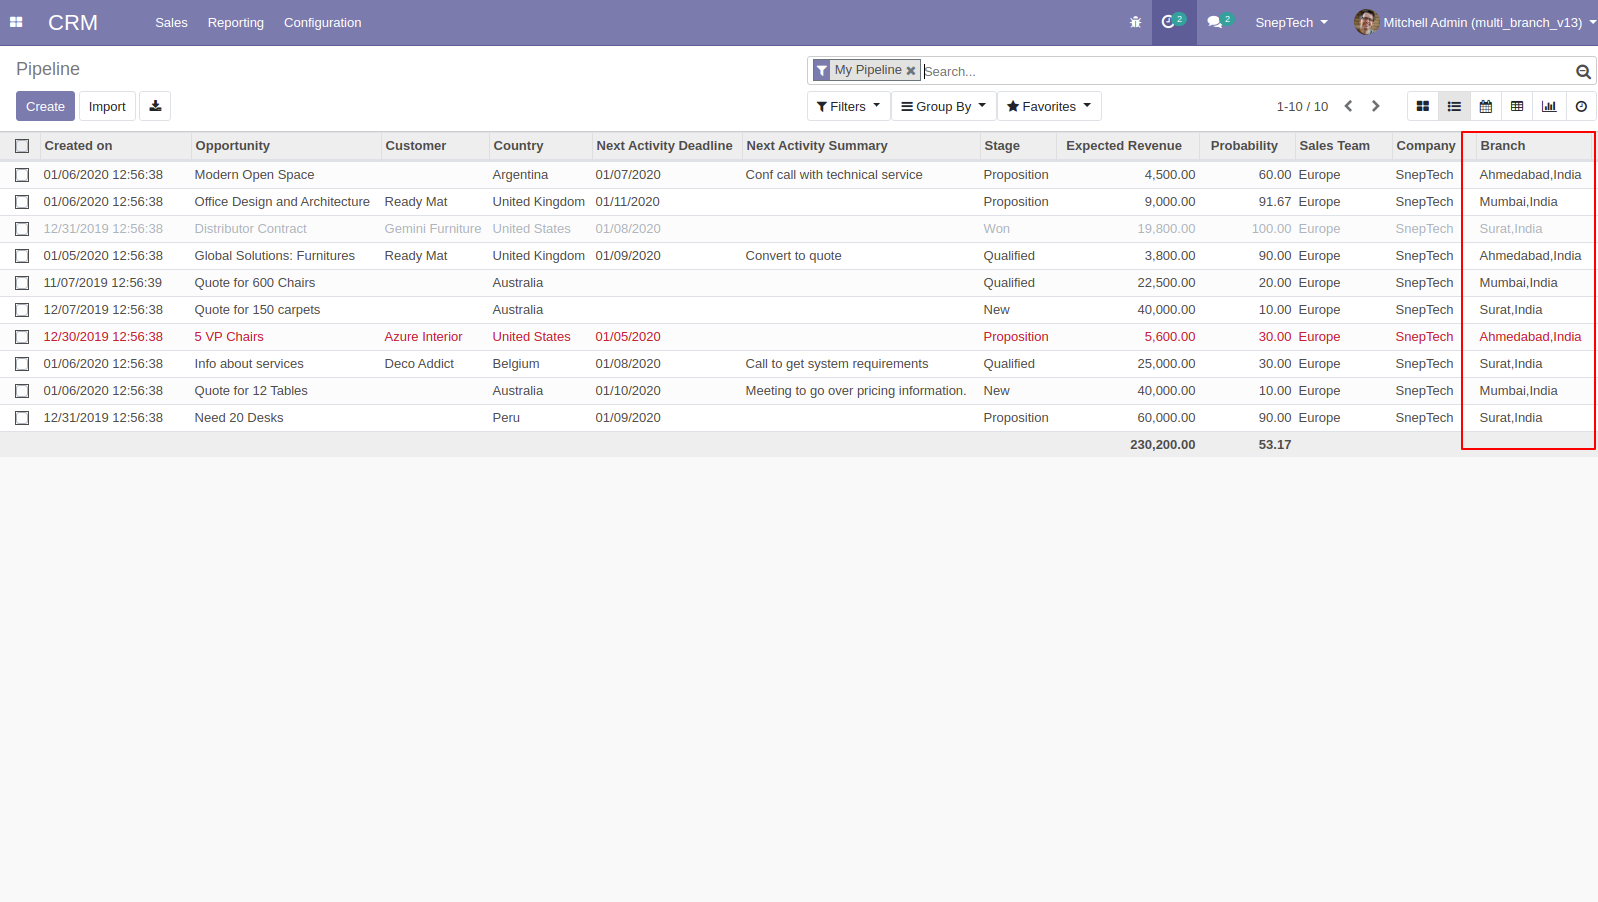 CRM Sales Reporting Configuration 2 2 SnepTech Mitchell Admin (multi_branch_v13)
Pipeline My Pipeline Search...
Create Import Filters Group By Favorites 1-10 / 10
Created on Opportunity Customer Country Next Activity Deadline Next Activity Summary Stage Expected Revenue Probability Sales Team Company Branch
01/06/2020 12:56:38 Modern Open Space Argentina 01/07/2020 Conf call with technical service Proposition 4,500.00 60.00 Europe SnepTech Ahmedabad,India
01/06/2020 12:56:38 Office Design and Architecture Ready Mat United Kingdom 01/11/2020 Proposition 9,000.00 91.67 Europe SnepTech Mumbai,India
12/31/2019 12:56:38 Distributor Contract Gemini Furniture United States 01/08/2020 Won 19,800.00 100.00 Europe SnepTech Surat,India
01/05/2020 12:56:38 Global Solutions: Furnitures Ready Mat United Kingdom 01/09/2020 Convert to quote Qualified 3,800.00 90.00 Europe SnepTech Ahmedabad,India
11/07/2019 12:56:39 Quote for 600 Chairs Australia Qualified 22,500.00 20.00 Europe SnepTech Mumbai,India
12/07/2019 12:56:38 Quote for 150 carpets Australia New 40,000.00 10.00 Europe SnepTech Surat,India
12/30/2019 12:56:38 5 VP Chairs Azure Interior United States 01/05/2020 Proposition 5,600.00 30.00 Europe SnepTech Ahmedabad,India
01/06/2020 12:56:38 Info about services Deco Addict Belgium 01/08/2020 Call to get system requirements Qualified 25,000.00 30.00 Europe SnepTech Surat,India
01/06/2020 12:56:38 Quote for 12 Tables Australia 01/10/2020 Meeting to go over pricing information. New 40,000.00 10.00 Europe SnepTech Mumbai,India
12/31/2019 12:56:38 Need 20 Desks Peru 01/09/2020 Proposition 60,000.00 90.00 Europe SnepTech Surat,India
230,200.00 53.17